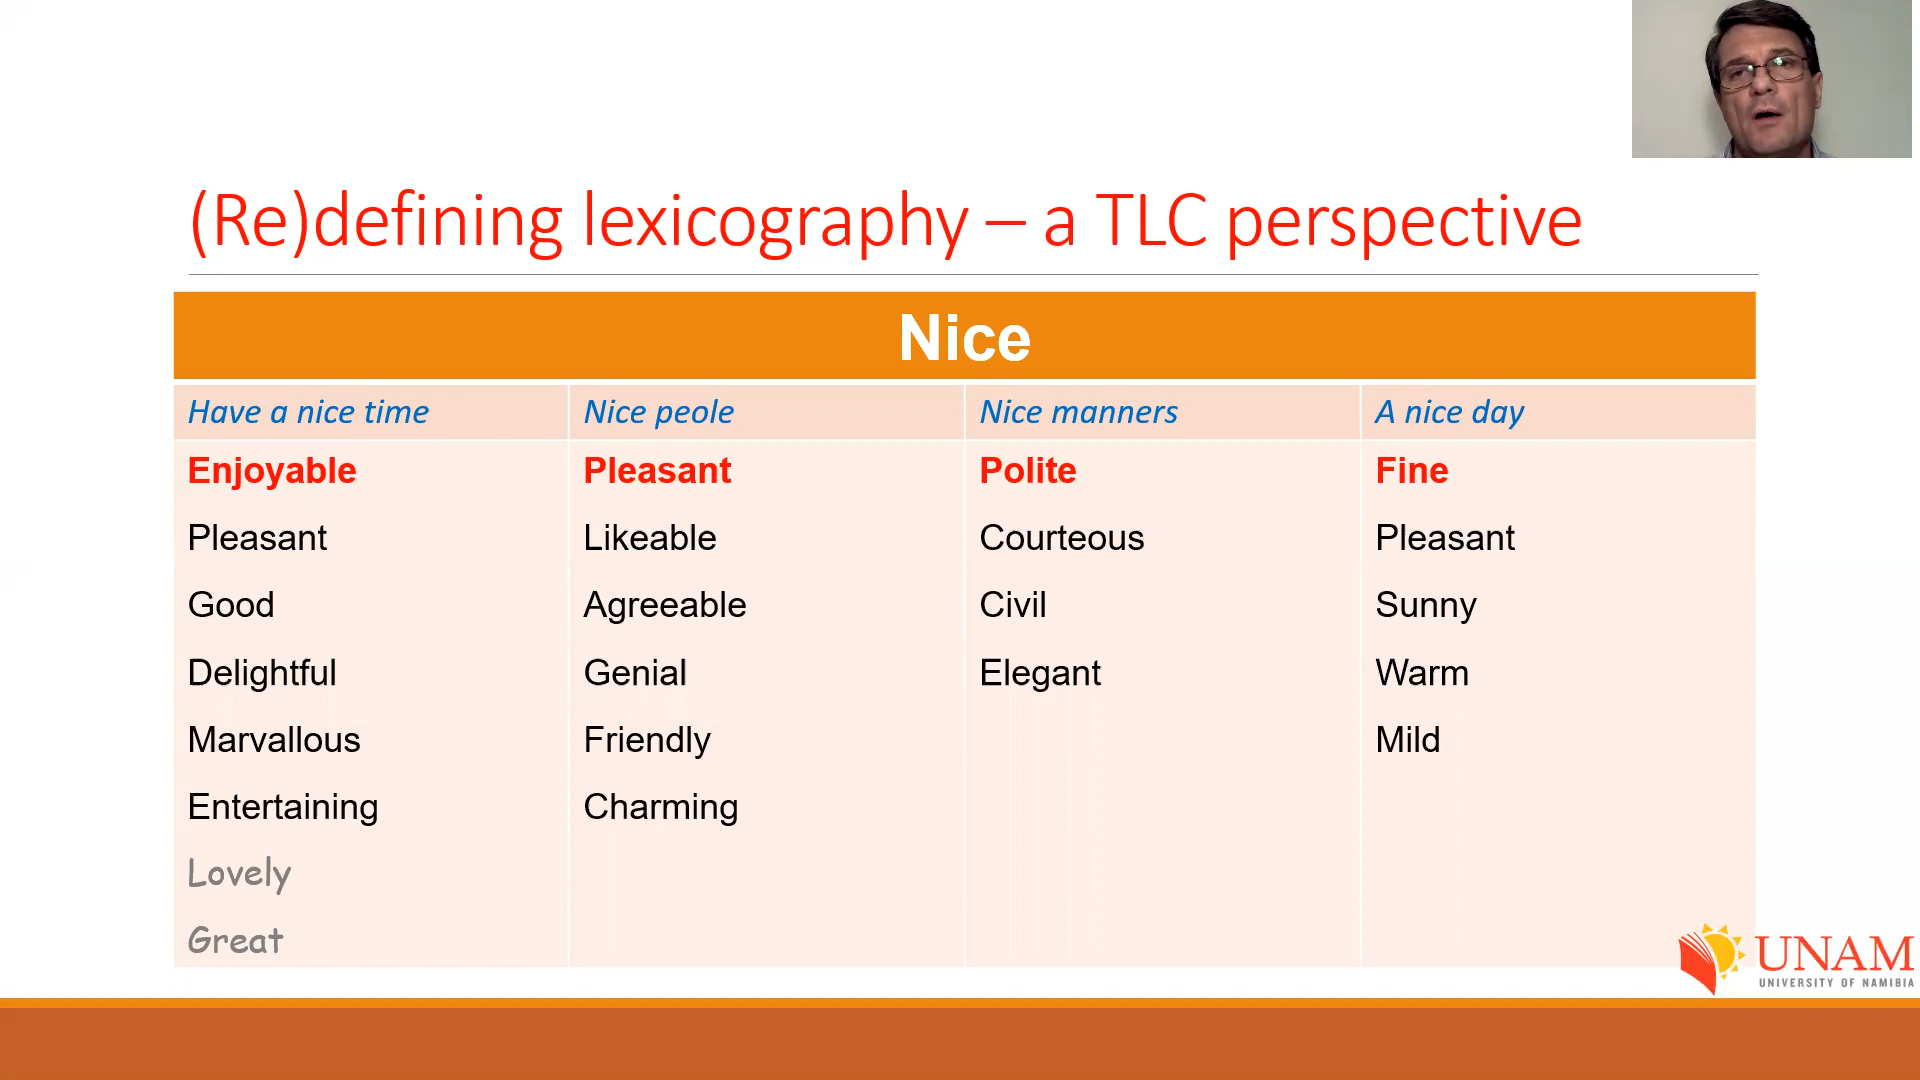 (Re)defining lexicography – a TLC perspective
Nice
Have a nice time
Nice peole
Nice manners
A nice day
Enjoyable
Pleasant
Polite
Fine
Pleasant
Likeable
Courteous
Pleasant
Good
Agreeable
Civil
Sunny
Delightful
Genial
Elegant
Warm
Marvallous
Friendly
Mild
Entertaining
Charming
Lovely
Great
UNAM
UNIVERSITY OF NAMIBIA